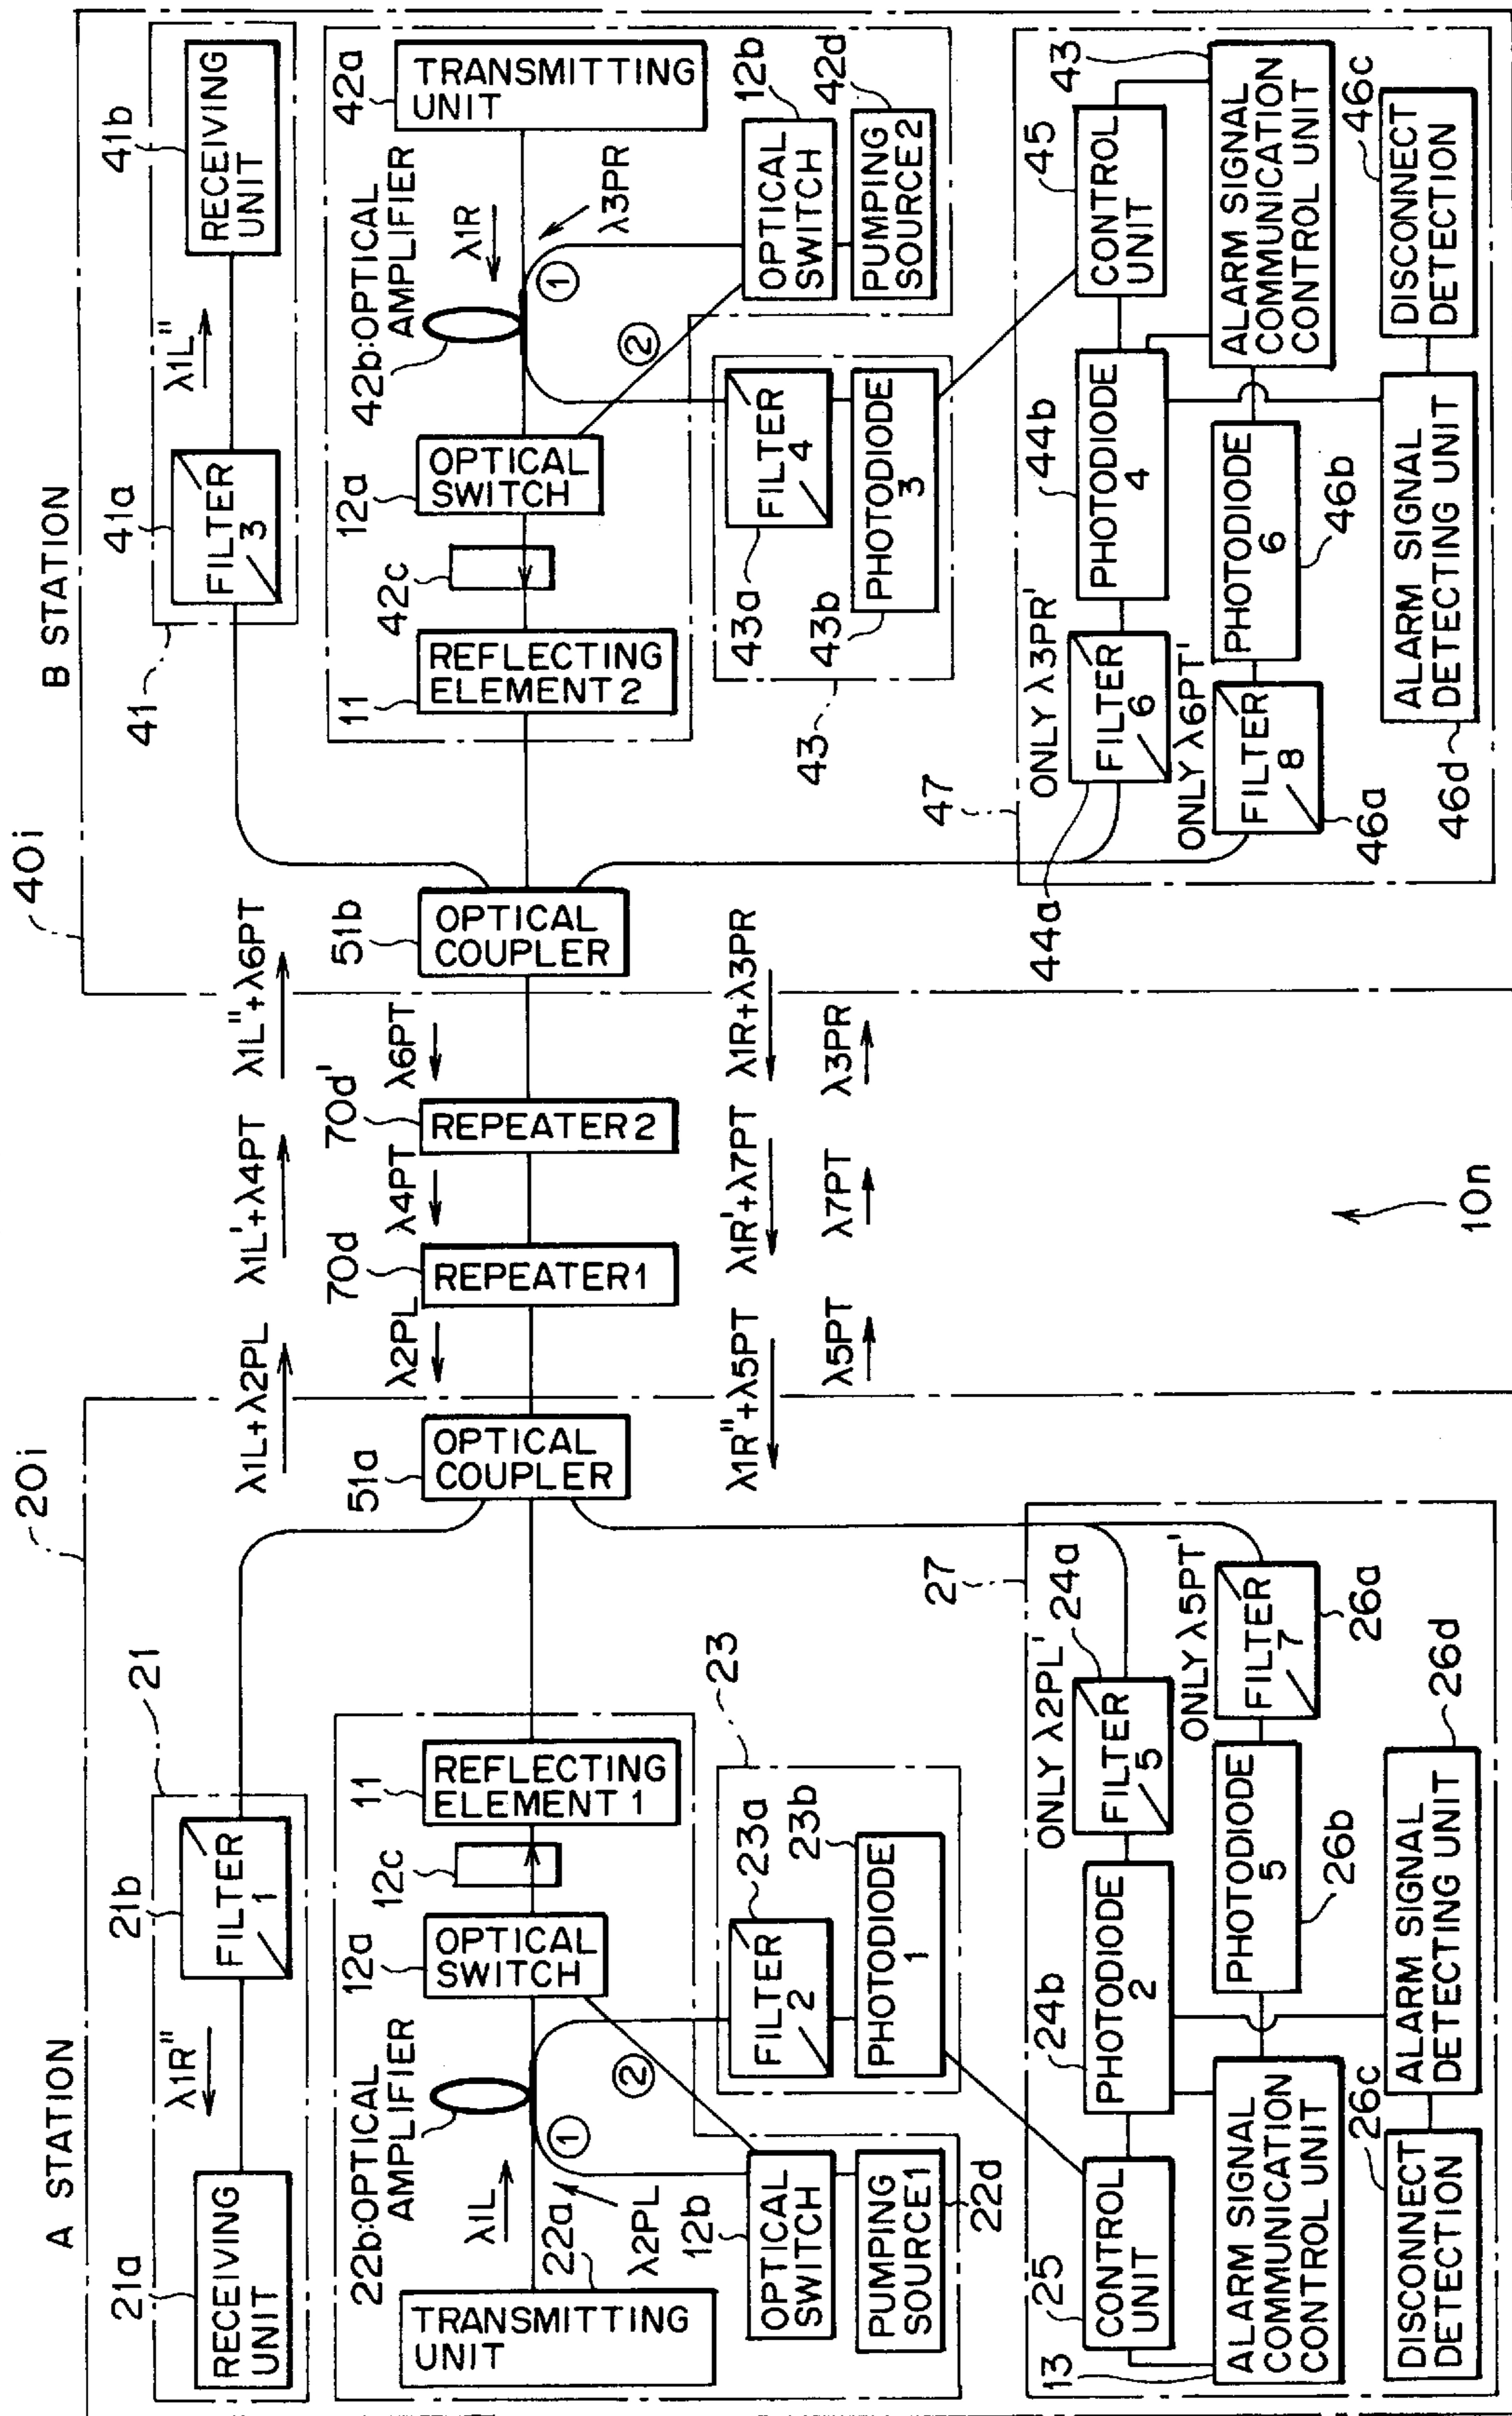 A STATION
20i
21a
RECEIVING
UNIT
λ1R''
21b
FILTER
1
21
22b:OPTICAL
AMPLIFIER
λ1L
22a
TRANSMITTING
UNIT
①
②
λ2PL
12a
OPTICAL
SWITCH
12c
11
REFLECTING
ELEMENT 1
12b
OPTICAL
SWITCH
PUMPING
SOURCE1
22d
23
23a
FILTER
2
23b
PHOTODIODE
1
51a
OPTICAL
COUPLER
27
25
CONTROL
UNIT
24b
PHOTODIODE
2
ONLY λ2PL'
24a
FILTER
5
13
ALARM SIGNAL
COMMUNICATION
CONTROL UNIT
PHOTODIODE
5
26b
ONLY λ5PT'
FILTER
7
26a
26c
DISCONNECT
DETECTION
ALARM SIGNAL
DETECTING UNIT
26d
λ1L+λ2PL
λ1L'+λ4PT
λ1L''+λ6PT
λ2PL
70d
REPEATER1
λ4PT
70d'
REPEATER2
λ6PT
λ1R''+λ5PT
λ1R'+λ7PT
λ1R+λ3PR
λ5PT
λ7PT
λ3PR
10n
B STATION
40i
41
41a
FILTER
3
λ1L''
41b
RECEIVING
UNIT
51b
OPTICAL
COUPLER
11
REFLECTING
ELEMENT2
42c
12a
OPTICAL
SWITCH
42b:OPTICAL
AMPLIFIER
λ1R
42a
TRANSMITTING
UNIT
①
②
λ3PR
12b
OPTICAL
SWITCH
42d
PUMPING
SOURCE2
43
43a
FILTER
4
43b
PHOTODIODE
3
47
ONLY λ3PR'
44a
FILTER
6
44b
PHOTODIODE
4
45
CONTROL
UNIT
43
ALARM SIGNAL
COMMUNICATION
CONTROL UNIT
ONLY λ6PT'
FILTER
8
46a
PHOTODIODE
6
46b
46c
DISCONNECT
DETECTION
46d
ALARM SIGNAL
DETECTING UNIT